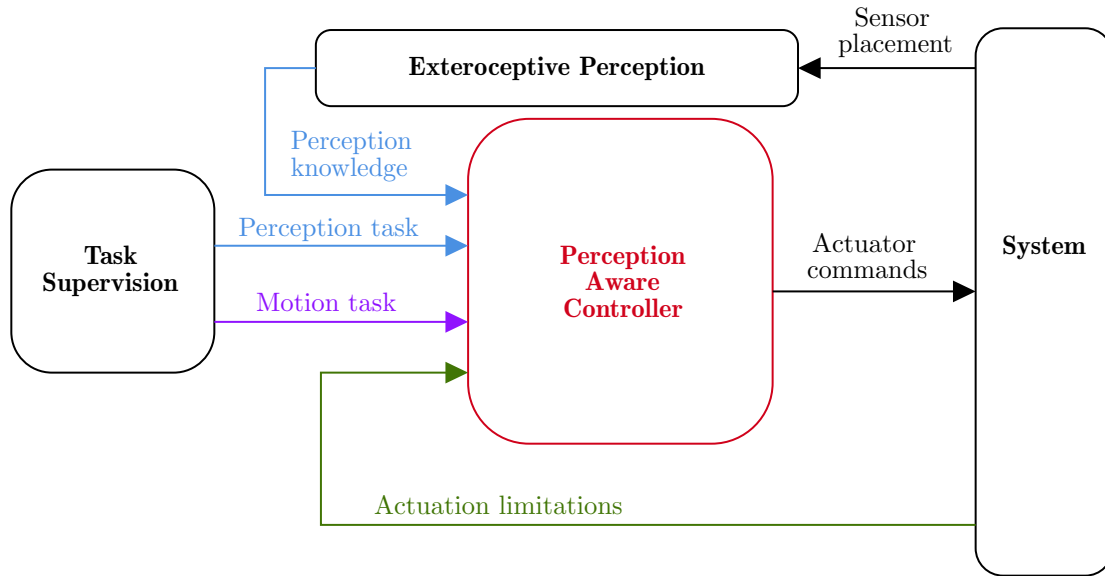 Sensor
placement
Exteroceptive Perception
Perception
knowledge
Perception task
Task
Supervision
Motion task
Perception
Aware
Controller
Actuator
commands
System
Actuation limitations